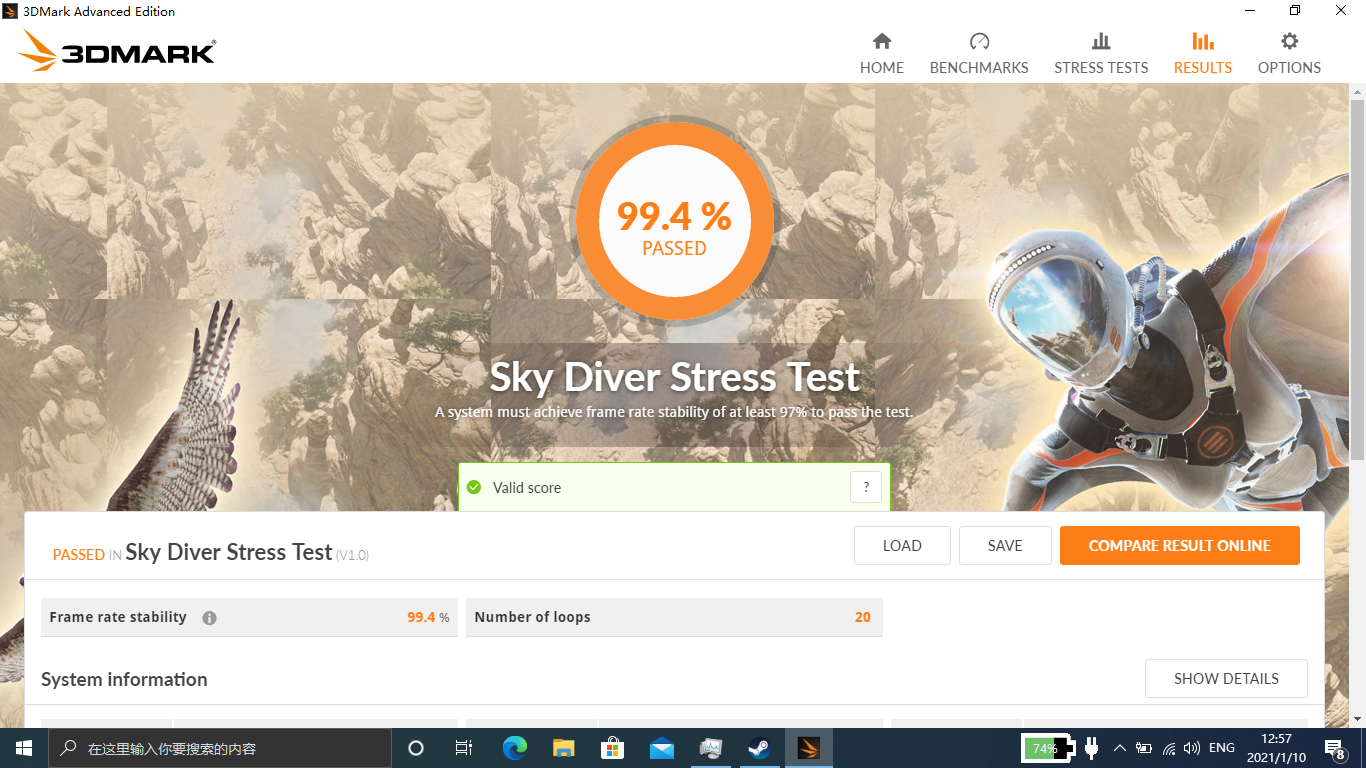 3DMark Advanced Edition
3DMARK®
HOME
BENCHMARKS
STRESS TESTS
RESULTS
OPTIONS
99.4 %
PASSED
Sky Diver Stress Test
A system must achieve frame rate stability of at least 97% to pass the test.
Valid score
?
PASSED IN Sky Diver Stress Test (V1.0)
LOAD
SAVE
COMPARE RESULT ONLINE
Frame rate stability
99.4 %
Number of loops
20
System information
SHOW DETAILS
在这里输入你要搜索的内容
74%
ENG
12:57
2021/1/10
8